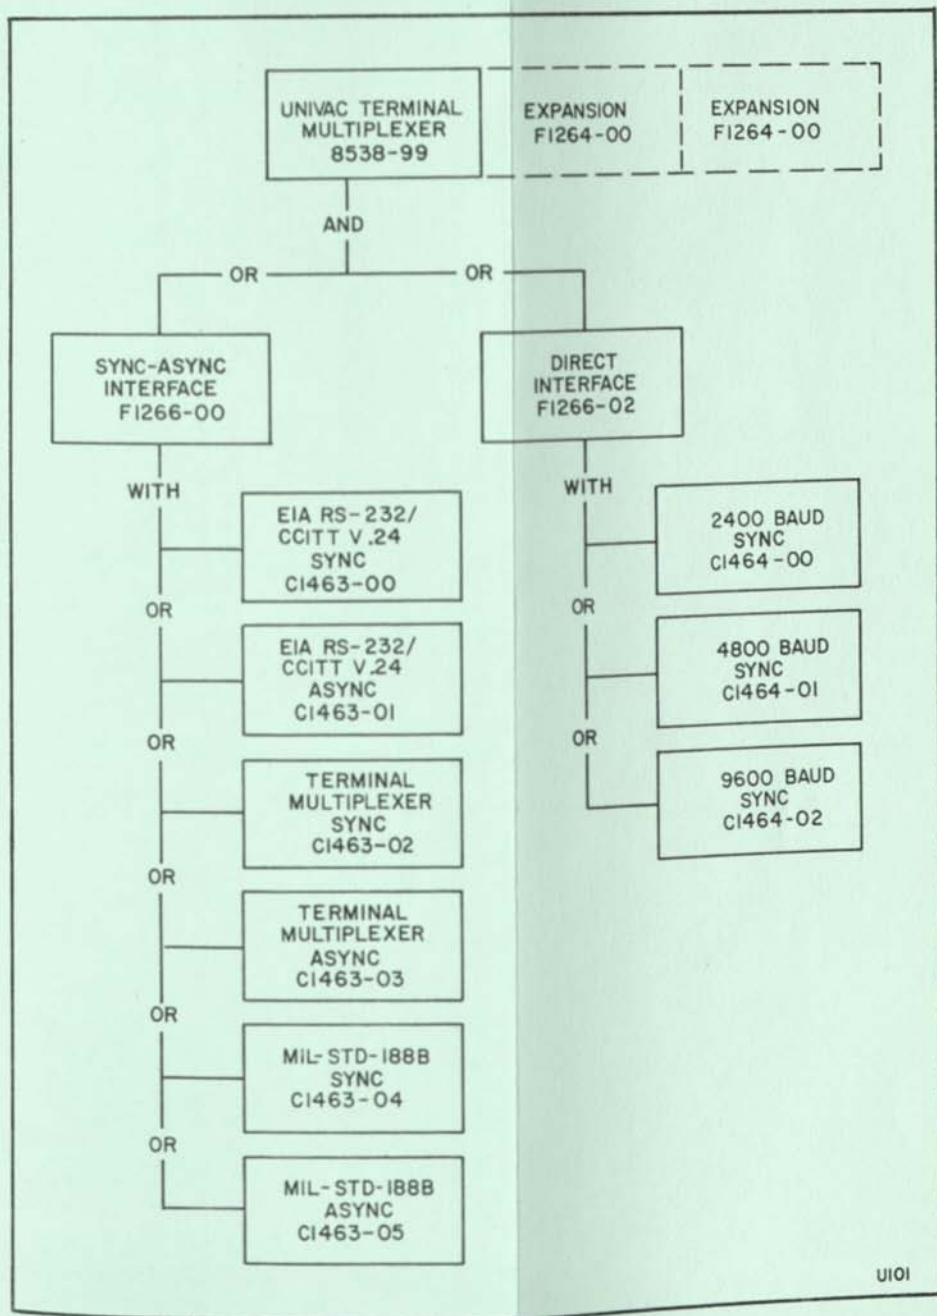 UNIVAC TERMINAL
MULTIPLEXER
8538-99
EXPANSION
F1264-00
EXPANSION
F1264-00
AND
OR
OR
SYNC-ASYNC
INTERFACE
F1266-00
DIRECT
INTERFACE
F1266-02
WITH
EIA RS-232/
CCITT V.24
SYNC
C1463-00
OR
EIA RS-232/
CCITT V.24
ASYNC
C1463-01
OR
TERMINAL
MULTIPLEXER
SYNC
C1463-02
OR
TERMINAL
MULTIPLEXER
ASYNC
C1463-03
OR
MIL-STD-188B
SYNC
C1463-04
OR
MIL-STD-188B
ASYNC
C1463-05
WITH
2400 BAUD
SYNC
C1464-00
OR
4800 BAUD
SYNC
C1464-01
OR
9600 BAUD
SYNC
C1464-02
U101